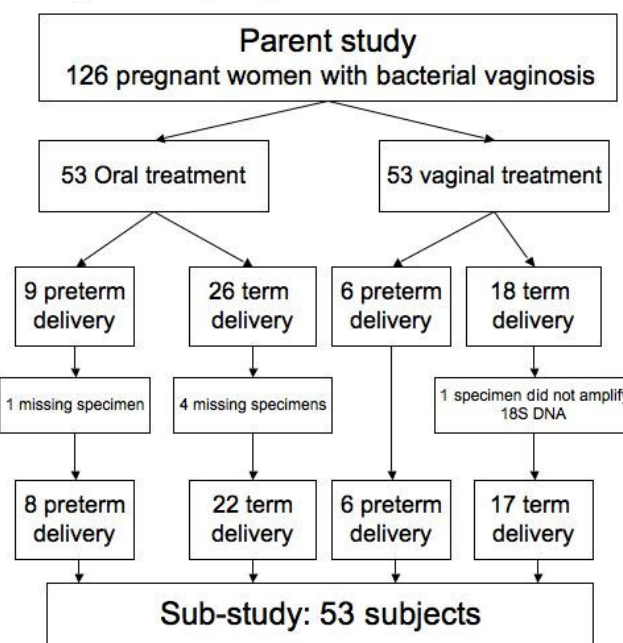 Parent study
126 pregnant women with bacterial vaginosis
53 Oral treatment
53 vaginal treatment
9 preterm
delivery
26 term
delivery
6 preterm
delivery
18 term
delivery
1 missing specimen
4 missing specimens
1 specimen did not amplify
18S DNA
8 preterm
delivery
22 term
delivery
6 preterm
delivery
17 term
delivery
Sub-study: 53 subjects